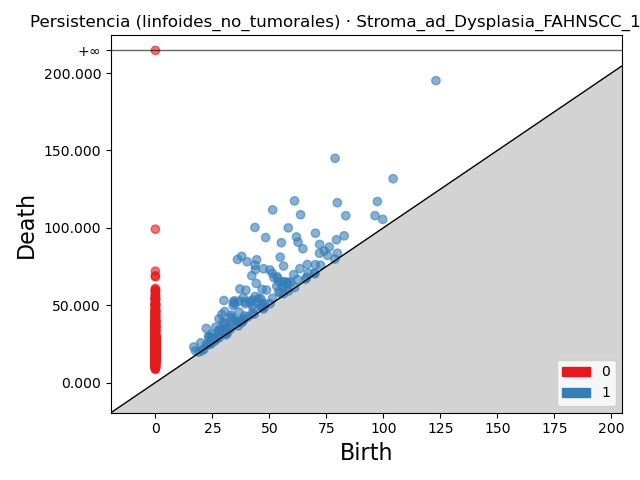 Persistencia (linfoides_no_tumorales) · Stroma_ad_Dysplasia_FAHNSCC_1
+∞
200.000
150.000
100.000
50.000
0.000
Death
0
1
0 25 50 75 100 125 150 175 200
Birth